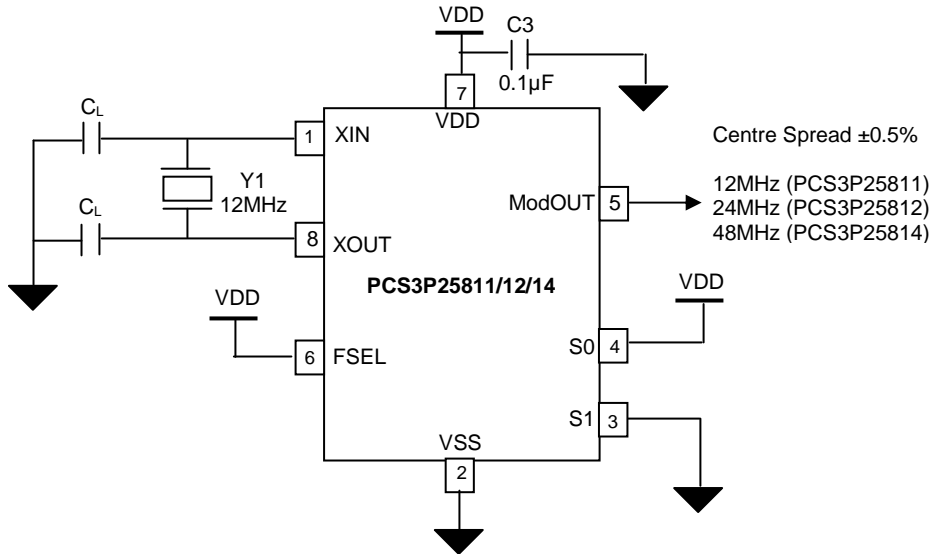 VDD
C3
0.1µF
7
VDD
CL
1 XIN
Y1
12MHz
CL
8 XOUT
ModOUT 5
Centre Spread ±0.5%
12MHz (PCS3P25811)
24MHz (PCS3P25812)
48MHz (PCS3P25814)
PCS3P25811/12/14
VDD
6 FSEL
VDD
S0 4
S1 3
VSS
2